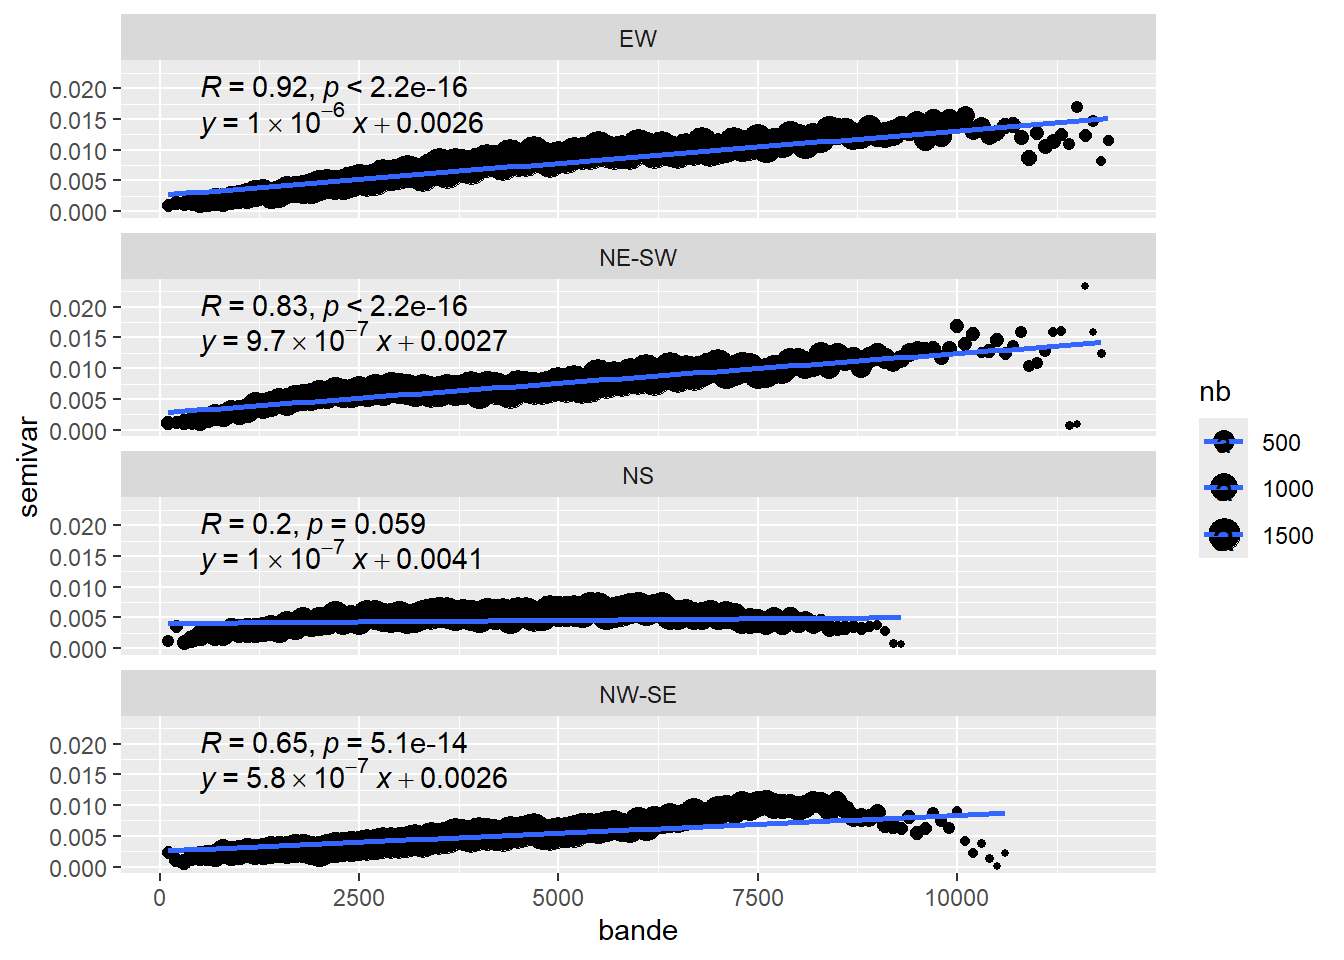 EW
R = 0.92, p < 2.2e-16
y = 1 × 10⁻⁶ x + 0.0026
0.020
0.015
0.010
0.005
0.000
NE-SW
R = 0.83, p < 2.2e-16
y = 9.7 × 10⁻⁷ x + 0.0027
0.020
0.015
0.010
0.005
0.000
NS
R = 0.2, p = 0.059
y = 1 × 10⁻⁷ x + 0.0041
0.020
0.015
0.010
0.005
0.000
NW-SE
R = 0.65, p = 5.1e-14
y = 5.8 × 10⁻⁷ x + 0.0026
0.020
0.015
0.010
0.005
0.000
0 2500 5000 7500 10000
bande
semivar
nb
500
1000
1500